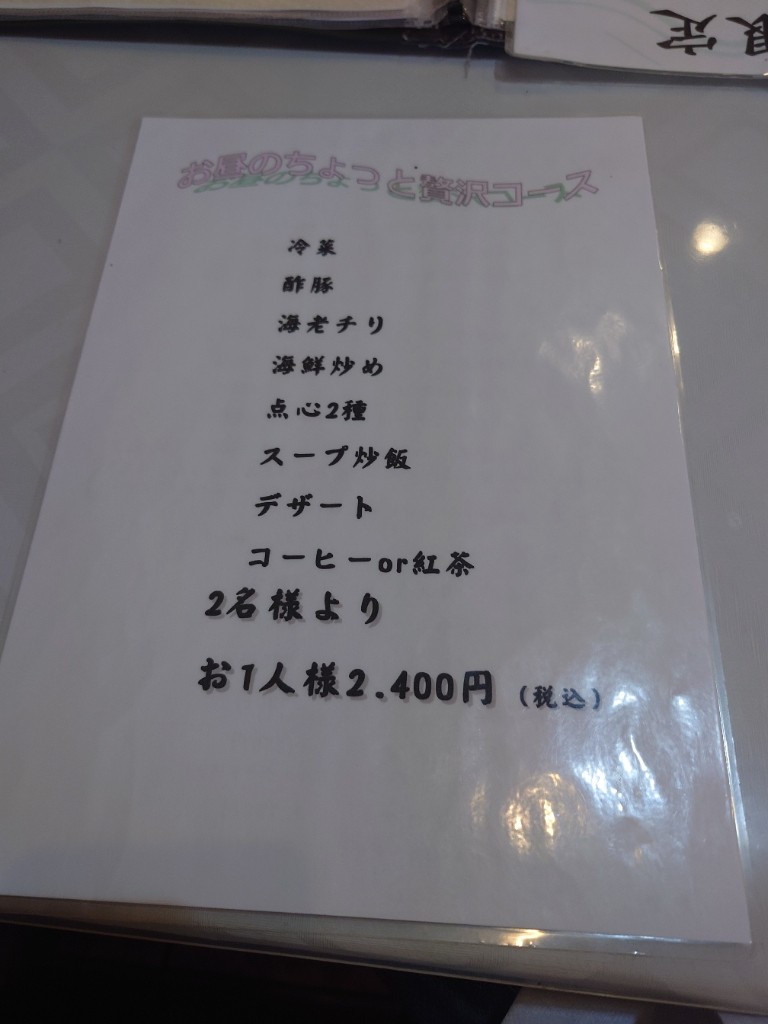 限定
お昼のちょっと贅沢コース
冷菜
酢豚
海老チリ
海鮮炒め
点心2種
スープ炒飯
デザート
コーヒーor紅茶
2名様より
お1人様2.400円 (税込)